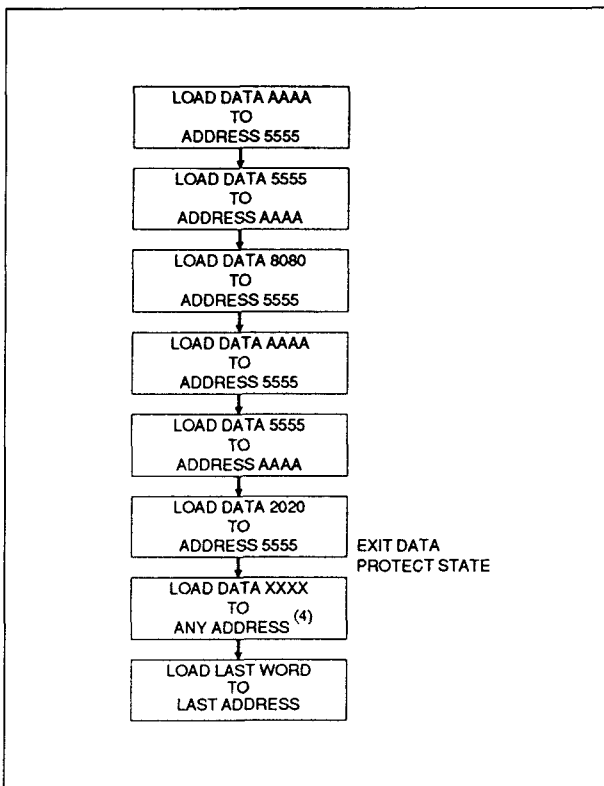 LOAD DATA AAAA
TO
ADDRESS 5555
LOAD DATA 5555
TO
ADDRESS AAAA
LOAD DATA 8080
TO
ADDRESS 5555
LOAD DATA AAAA
TO
ADDRESS 5555
LOAD DATA 5555
TO
ADDRESS AAAA
LOAD DATA 2020
TO
ADDRESS 5555
EXIT DATA
PROTECT STATE
LOAD DATA XXXX
TO
ANY ADDRESS (4)
LOAD LAST WORD
TO
LAST ADDRESS